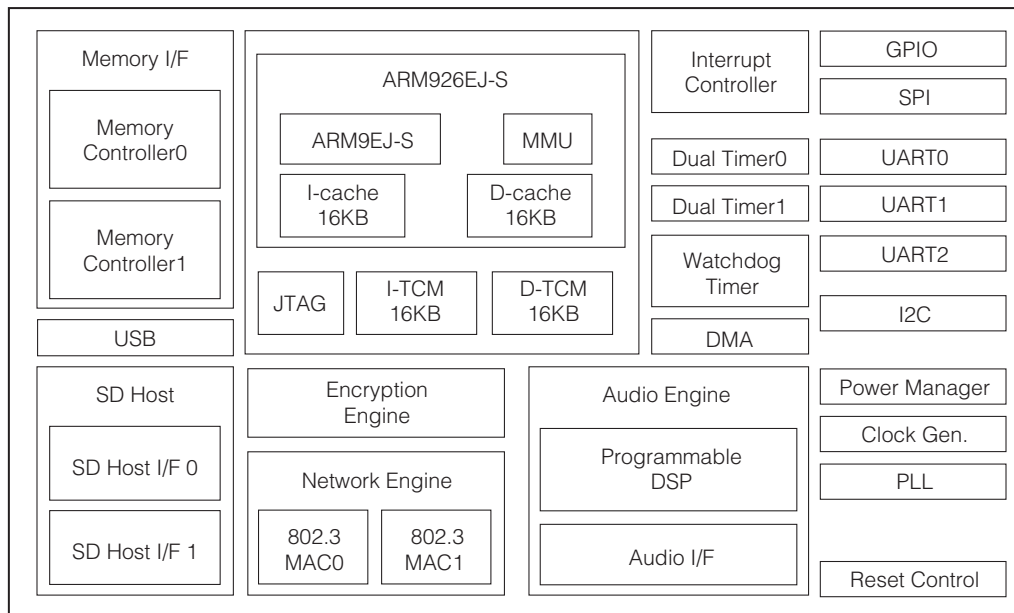 Memory I/F
Memory
Controller0
Memory
Controller1
USB
SD Host
SD Host I/F 0
SD Host I/F 1
ARM926EJ-S
ARM9EJ-S
MMU
I-cache
16KB
D-cache
16KB
JTAG
I-TCM
16KB
D-TCM
16KB
Encryption
Engine
Network Engine
802.3
MAC0
802.3
MAC1
Interrupt
Controller
Dual Timer0
Dual Timer1
Watchdog
Timer
DMA
Audio Engine
Programmable
DSP
Audio I/F
GPIO
SPI
UART0
UART1
UART2
I2C
Power Manager
Clock Gen.
PLL
Reset Control